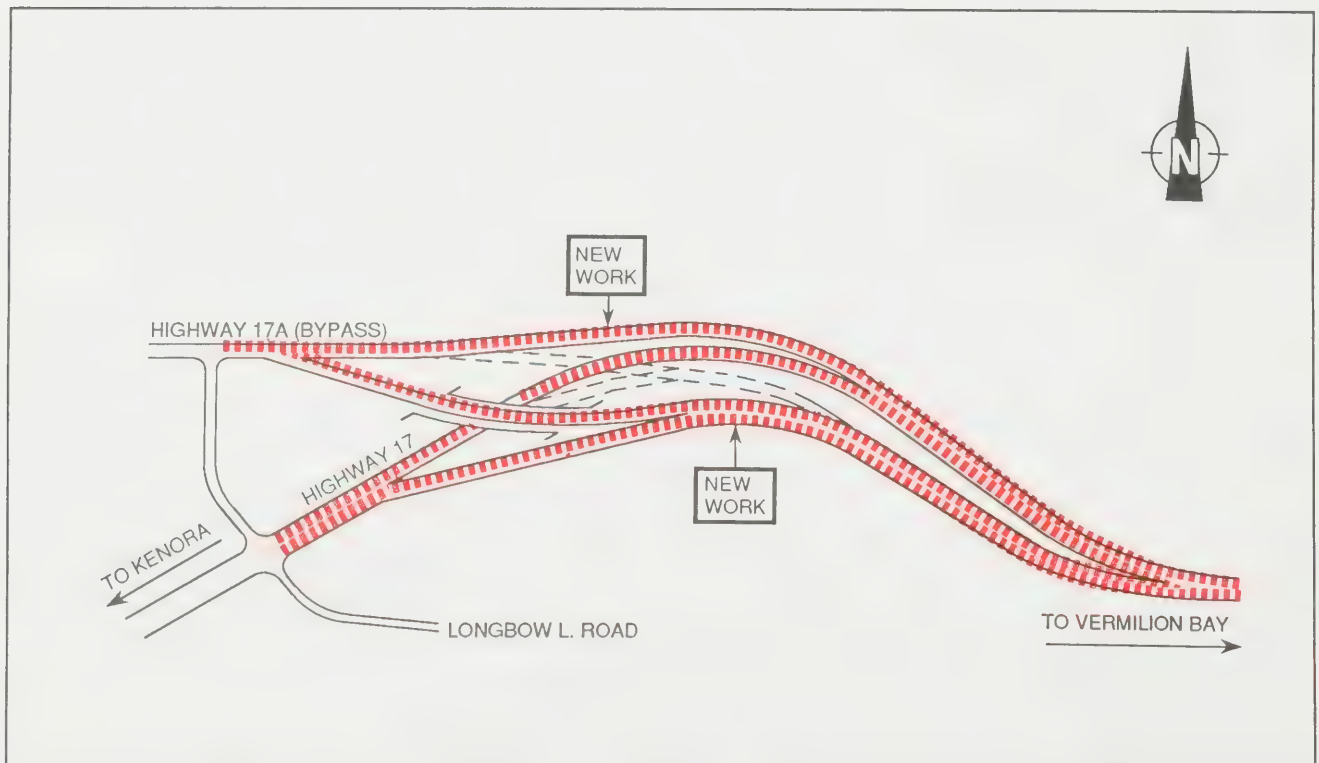 N
NEW
WORK
HIGHWAY 17A (BYPASS)
HIGHWAY 17
NEW
WORK
TO KENORA
LONGBOW L. ROAD
TO VERMILION BAY